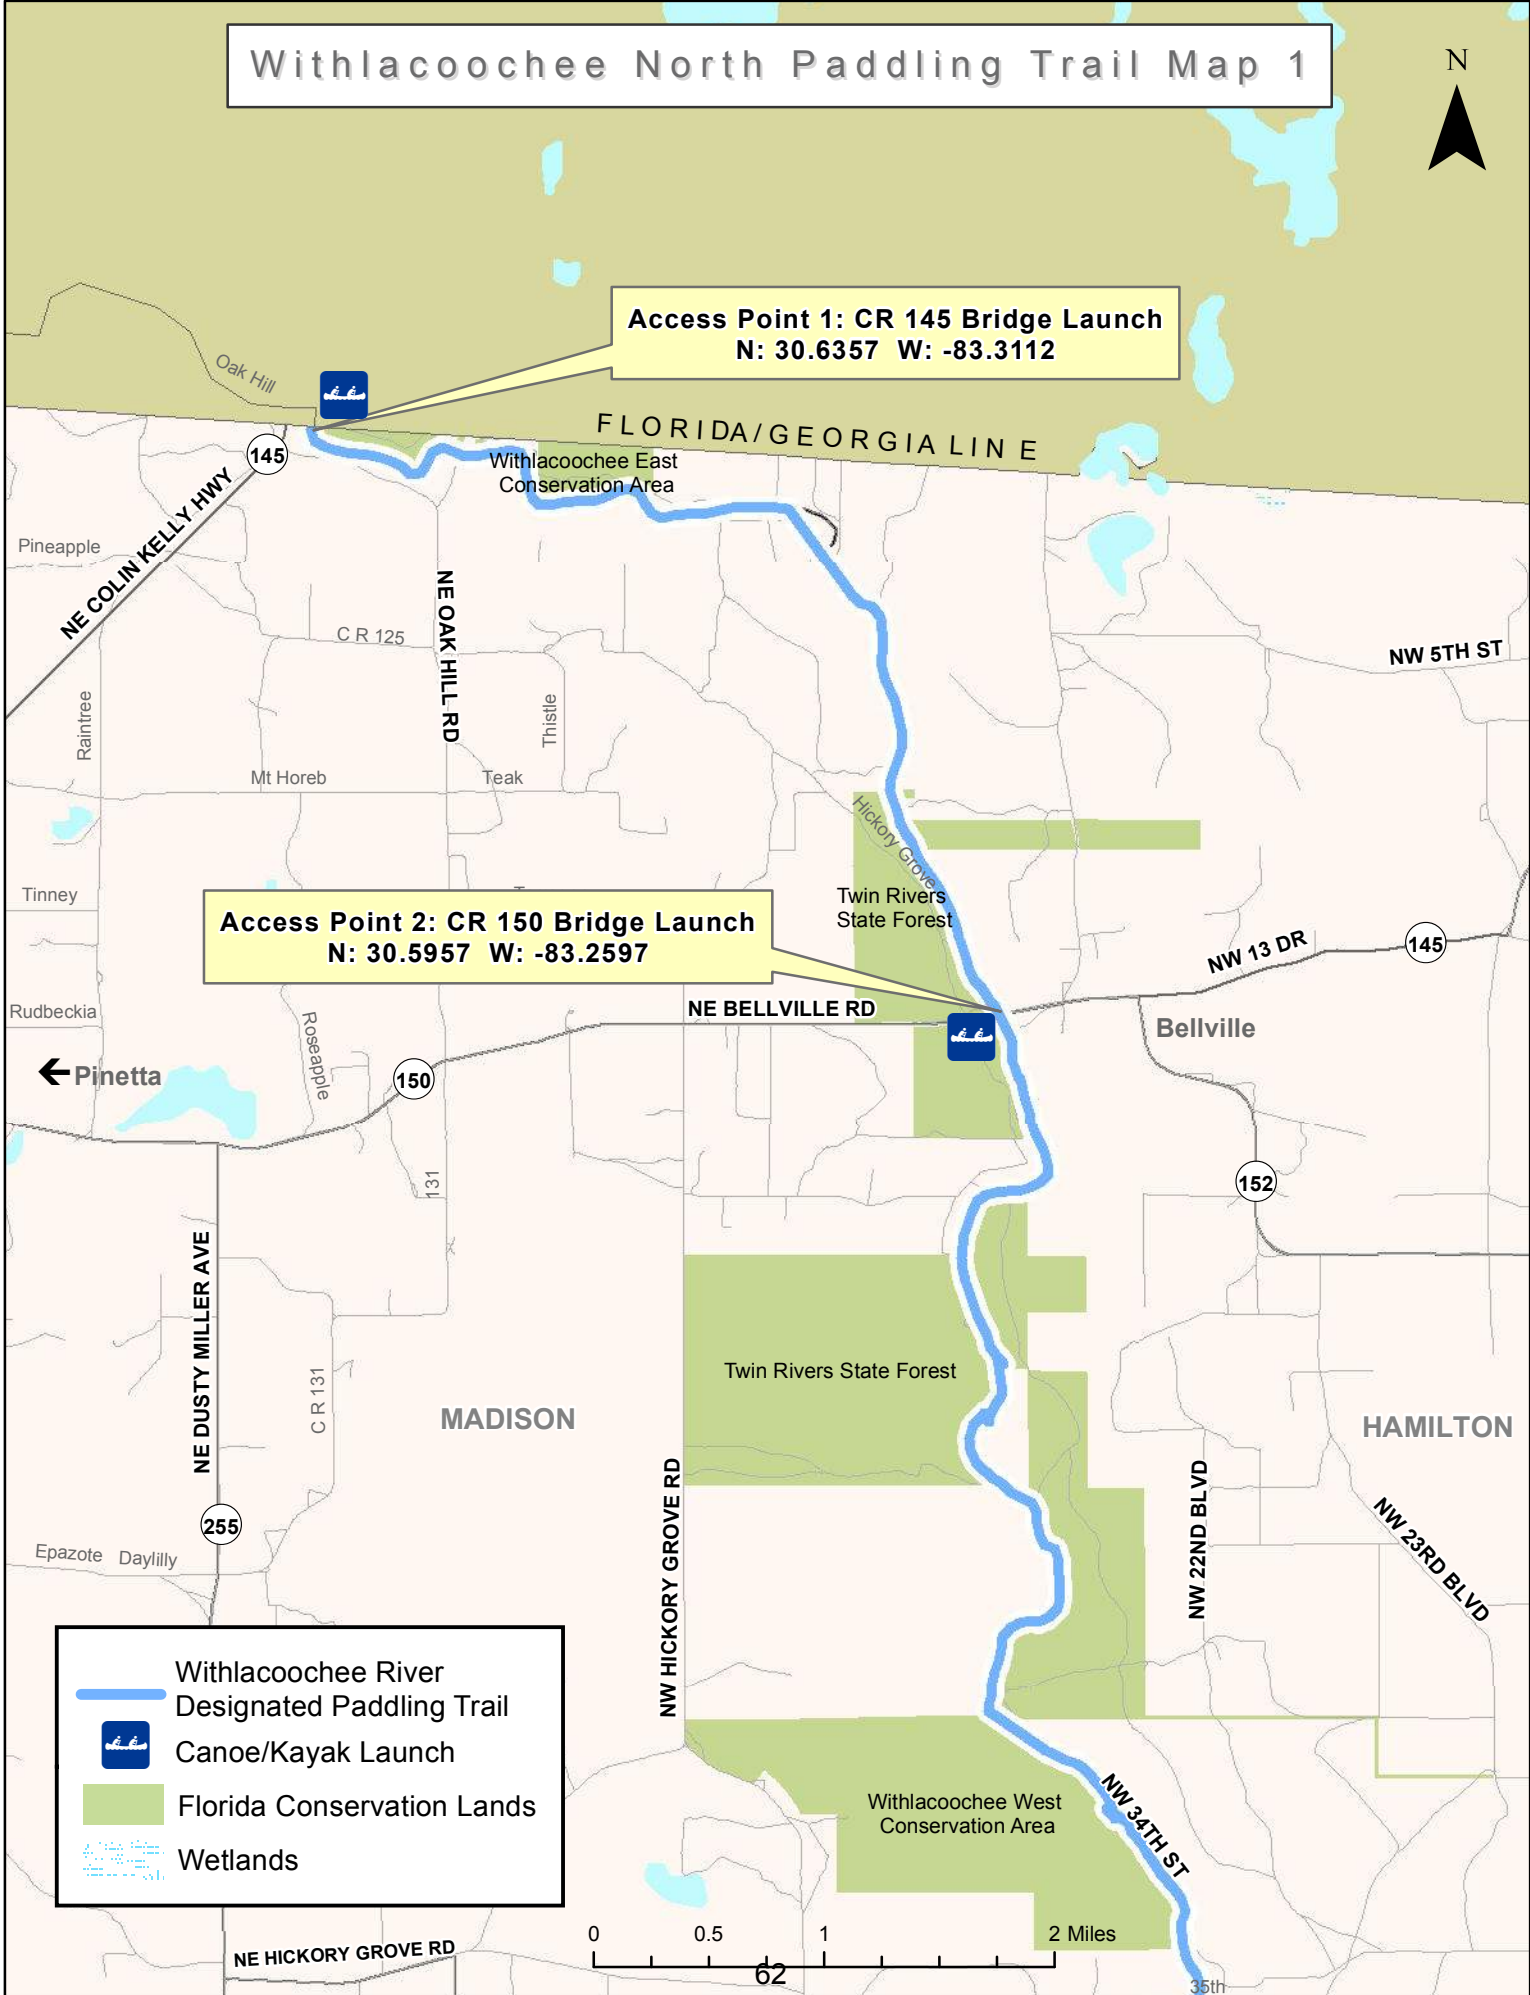 Withlacoochee North Paddling Trail Map 1
N
Access Point 1: CR 145 Bridge Launch
N: 30.6357 W: -83.3112
Oak Hill
FLORIDA/GEORGIA LINE
145
Withlacoochee East
Conservation Area
NE COLIN KELLY HWY
Pineapple
NE OAK HILL RD
C R 125
NW 5TH ST
Raintree
Thistle
Mt Horeb
Teak
Hickory Grove
Tinney
Twin Rivers
State Forest
Access Point 2: CR 150 Bridge Launch
N: 30.5957 W: -83.2597
NW 13 DR
145
Rudbeckia
Roseapple
NE BELLVILLE RD
Bellville
Pinetta
150
131
152
NE DUSTY MILLER AVE
C R 131
Twin Rivers State Forest
MADISON
HAMILTON
NW HICKORY GROVE RD
NW 22ND BLVD
NW 23RD BLVD
255
Epazote
Daylilly
Withlacoochee River
Designated Paddling Trail
Canoe/Kayak Launch
Florida Conservation Lands
Wetlands
NW 34TH ST
Withlacoochee West
Conservation Area
0 0.5 1 2 Miles
NE HICKORY GROVE RD
62
35th